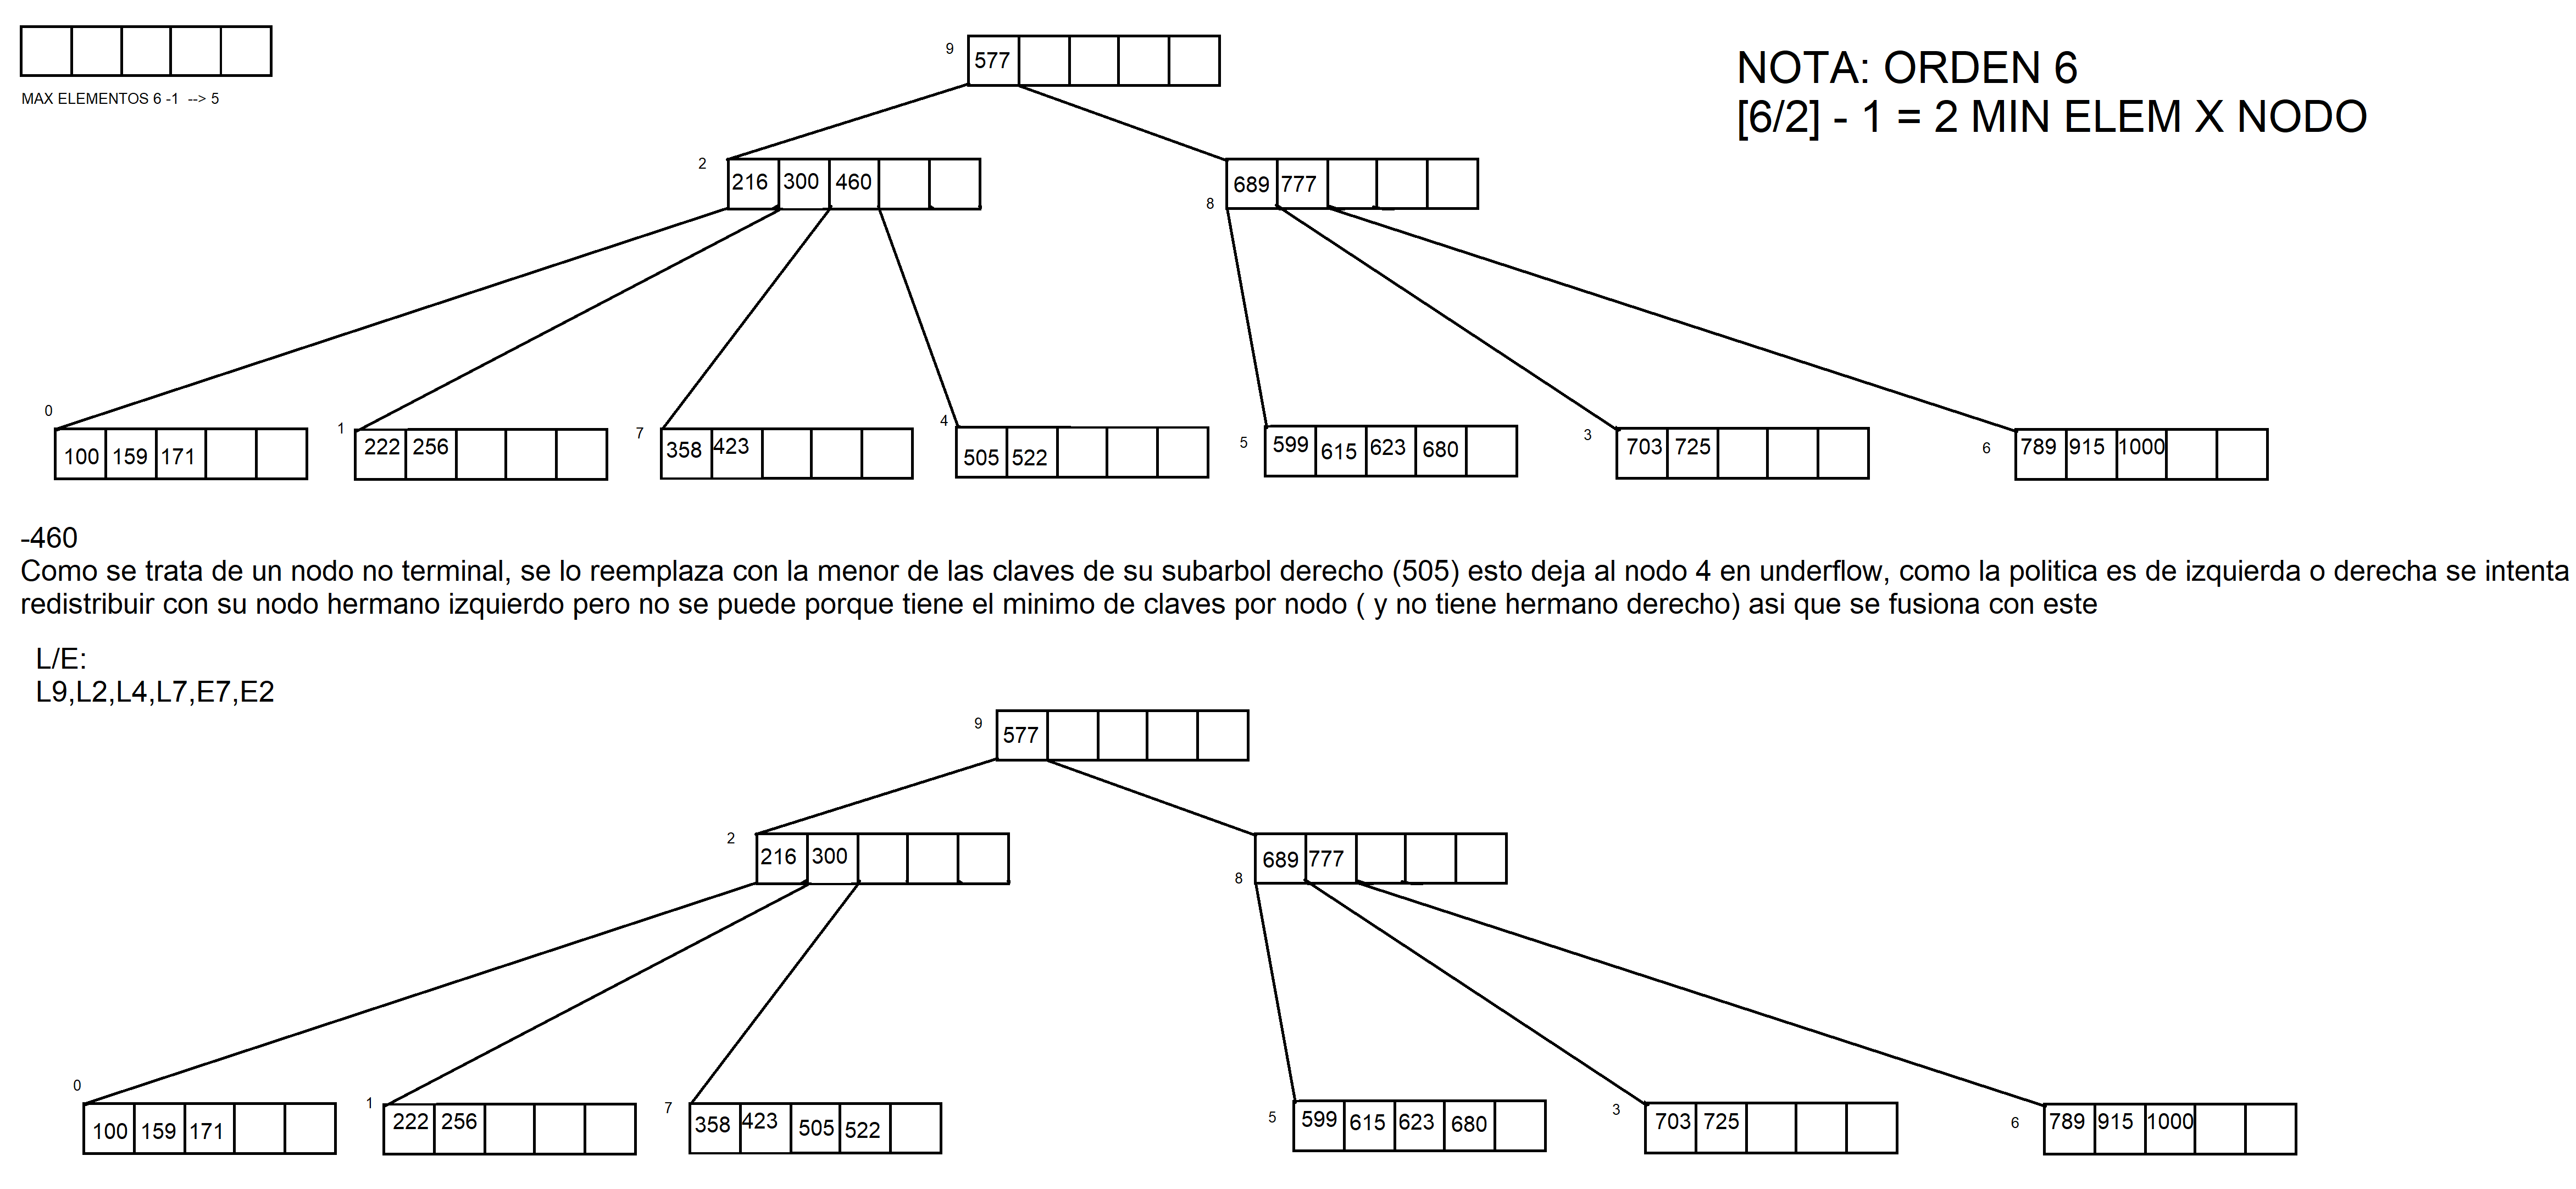 9
577
NOTA: ORDEN 6
[6/2] - 1 = 2 MIN ELEM X NODO
MAX ELEMENTOS 6 -1 --> 5
2
216 300 460
689 777
8
0
1
7
4
5
3
6
100 159 171
222 256
358 423
505 522
599 615 623 680
703 725
789 915 1000
-460
Como se trata de un nodo no terminal, se lo reemplaza con la menor de las claves de su subarbol derecho (505) esto deja al nodo 4 en underflow, como la politica es de izquierda o derecha se intenta
redistribuir con su nodo hermano izquierdo pero no se puede porque tiene el minimo de claves por nodo ( y no tiene hermano derecho) asi que se fusiona con este
L/E:
L9,L2,L4,L7,E7,E2
9
577
2
216 300
689 777
8
0
1
7
5
3
6
100 159 171
222 256
358 423 505 522
599 615 623 680
703 725
789 915 1000